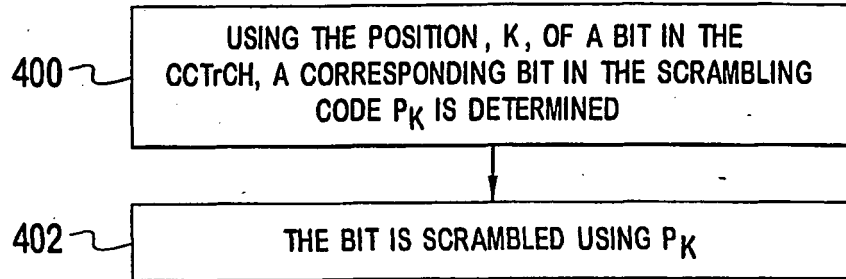 400
USING THE POSITION, K, OF A BIT IN THE
CCTrCH, A CORRESPONDING BIT IN THE SCRAMBLING
CODE PK IS DETERMINED
402
THE BIT IS SCRAMBLED USING PK